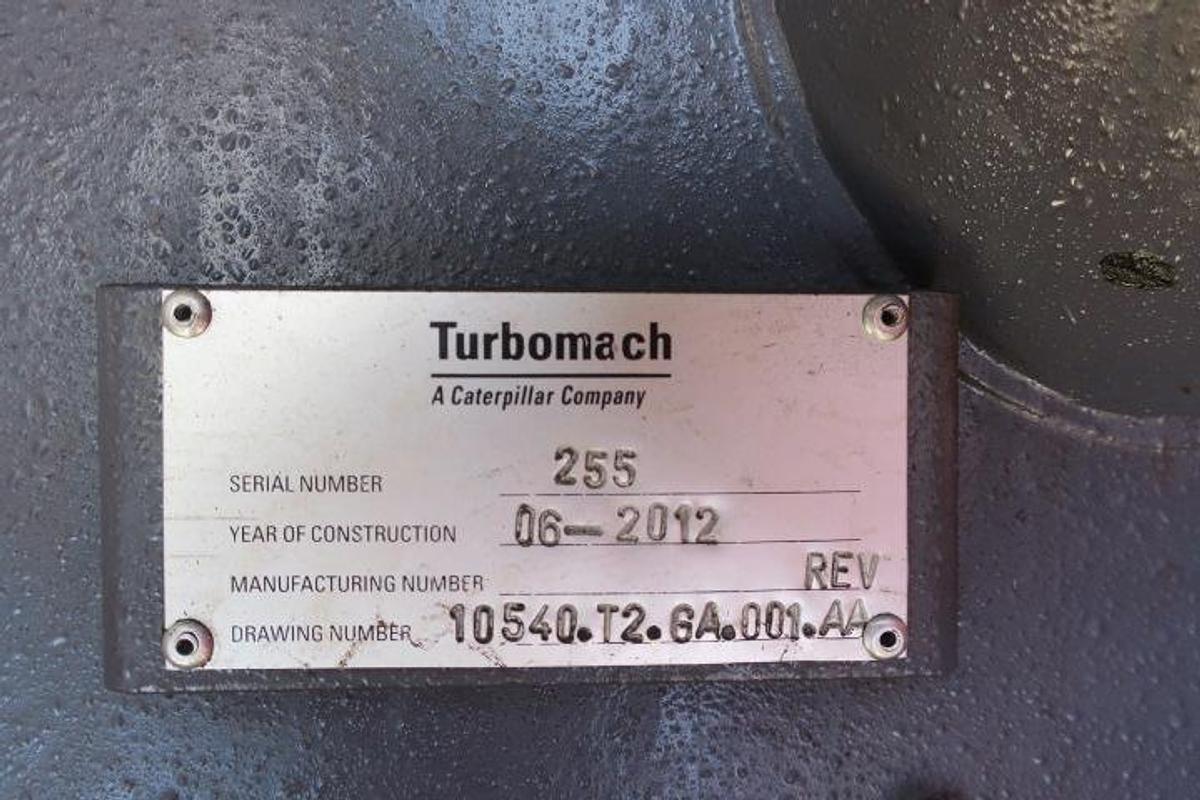 Turbomach
A Caterpillar Company
SERIAL NUMBER 255
YEAR OF CONSTRUCTION 06-2012
MANUFACTURING NUMBER REV
DRAWING NUMBER 10540.T2.GA.001.AA